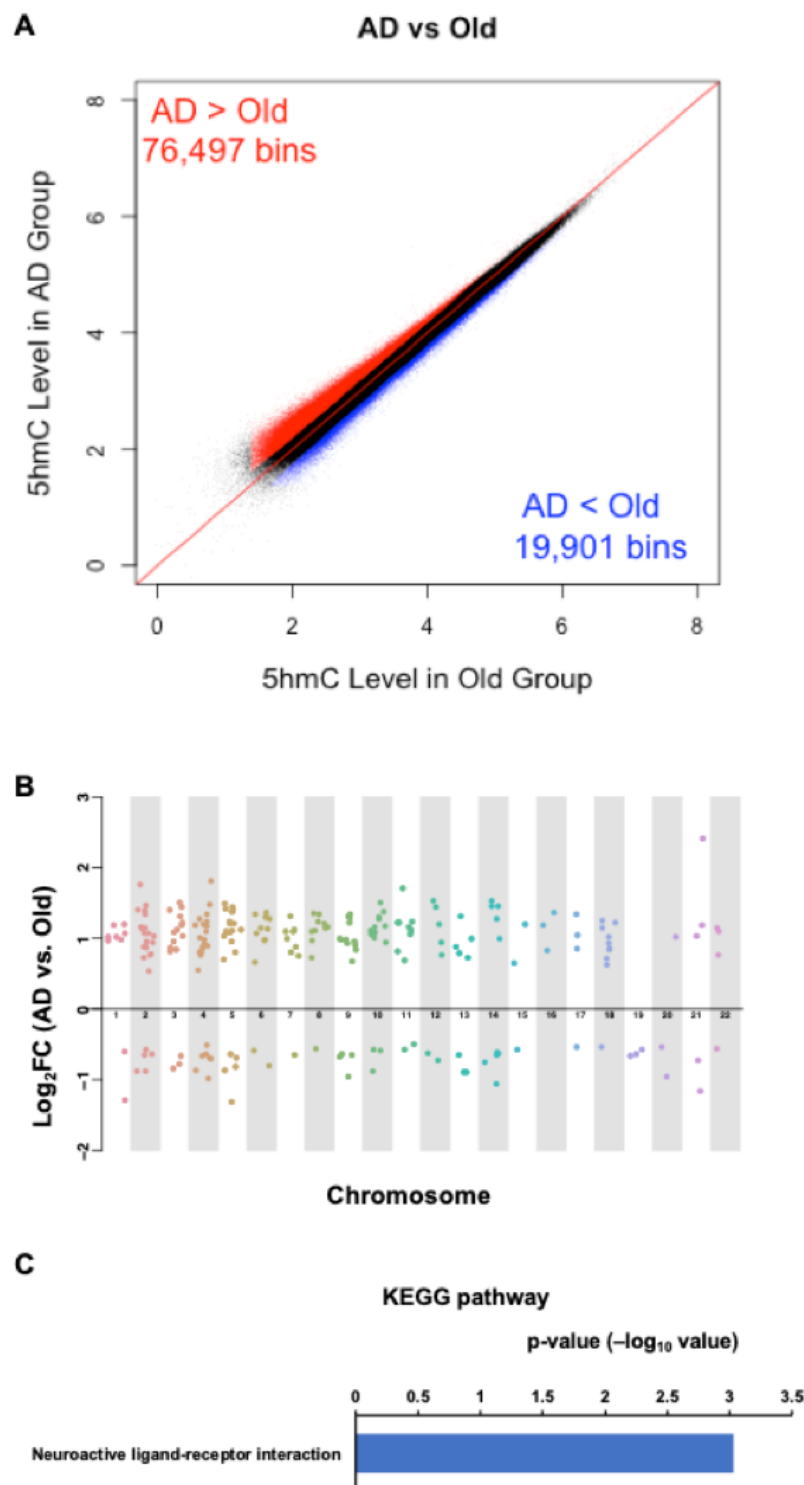 A
AD vs Old
AD > Old
76,497 bins
AD < Old
19,901 bins
5hmC Level in AD Group
8
6
4
2
0
0 2 4 6 8
5hmC Level in Old Group
B
Log₂FC (AD vs. Old)
3
2
1
0
−1
−2
1 2 3 4 5 6 7 8 9 10 11 12 13 14 15 16 17 18 19 20 21 22
Chromosome
C
KEGG pathway
p-value (−log₁₀ value)
0 0.5 1 1.5 2 2.5 3 3.5
Neuroactive ligand-receptor interaction